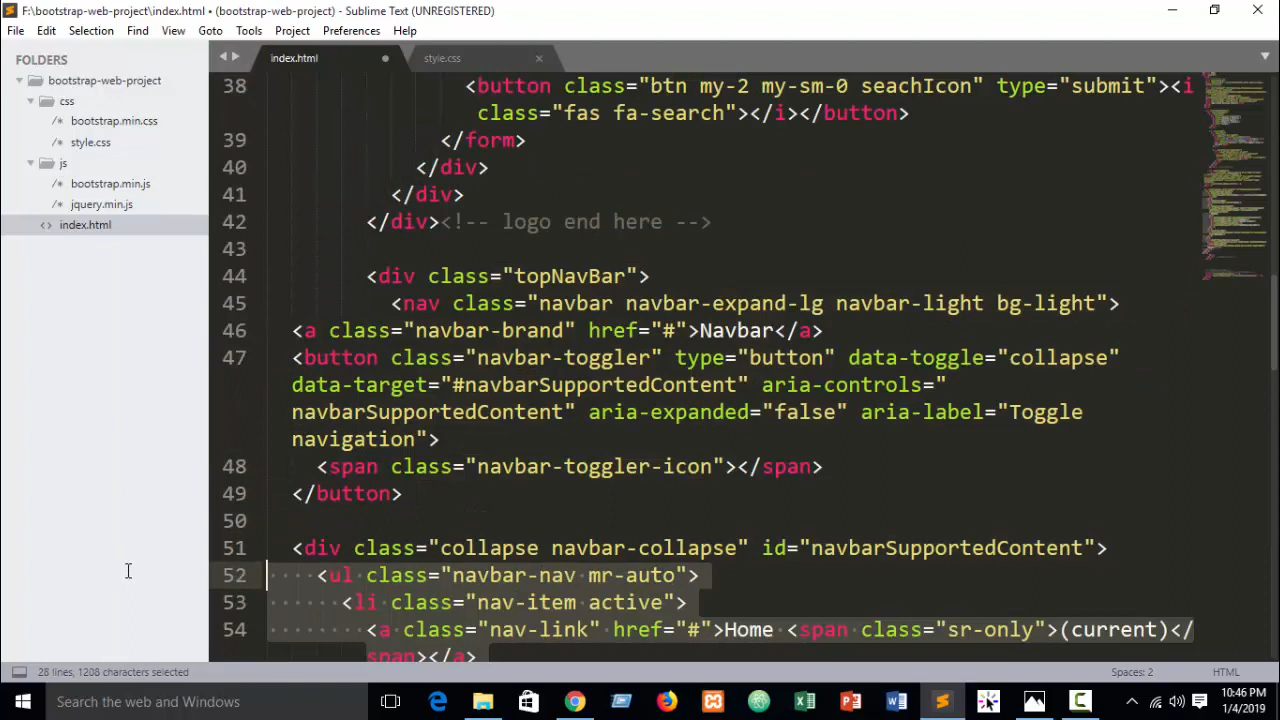 F:\bootstrap-web-project\index.html • (bootstrap-web-project) - Sublime Text (UNREGISTERED)
File Edit Selection Find View Goto Tools Project Preferences Help
FOLDERS
bootstrap-web-project
css
/* bootstrap.min.css
/* style.css
js
/* bootstrap.min.js
/* jquery.min.js
<> index.html
index.html
style.css
38 <button class="btn my-2 my-sm-0 seachIcon" type="submit"><i
class="fas fa-search"></i></button>
39 </form>
40 </div>
41 </div>
42 </div><!-- logo end here -->
43
44 <div class="topNavBar">
45 <nav class="navbar navbar-expand-lg navbar-light bg-light">
46 <a class="navbar-brand" href="#">Navbar</a>
47 <button class="navbar-toggler" type="button" data-toggle="collapse"
data-target="#navbarSupportedContent" aria-controls="
navbarSupportedContent" aria-expanded="false" aria-label="Toggle
navigation">
48 <span class="navbar-toggler-icon"></span>
49 </button>
50
51 <div class="collapse navbar-collapse" id="navbarSupportedContent">
52 <ul class="navbar-nav mr-auto">
53 <li class="nav-item active">
54 <a class="nav-link" href="#">Home <span class="sr-only">(current)</
span></a>
28 lines, 1208 characters selected
Spaces: 2
HTML
Search the web and Windows
10:46 PM
1/4/2019